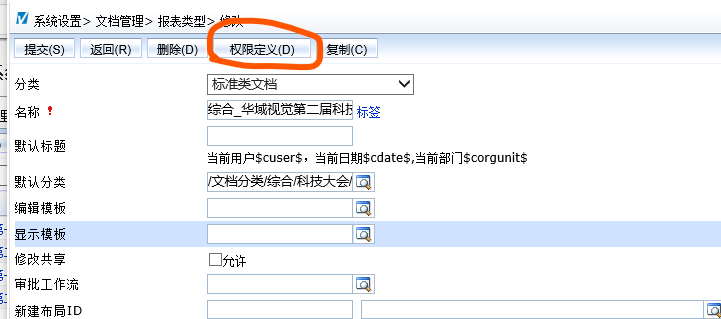 系统设置> 文档管理> 报表类型> 修改
提交(S) 返回(R) 删除(D) 权限定义(D) 复制(C)
分类 标准类文档
名称 ! 综合_华域视觉第二届科技 标签
默认标题
当前用户$cuser$，当前日期$cdate$,当前部门$corgunit$
默认分类 /文档分类/综合/科技大会/
编辑模板
显示模板
修改共享 允许
审批工作流
新建布局ID